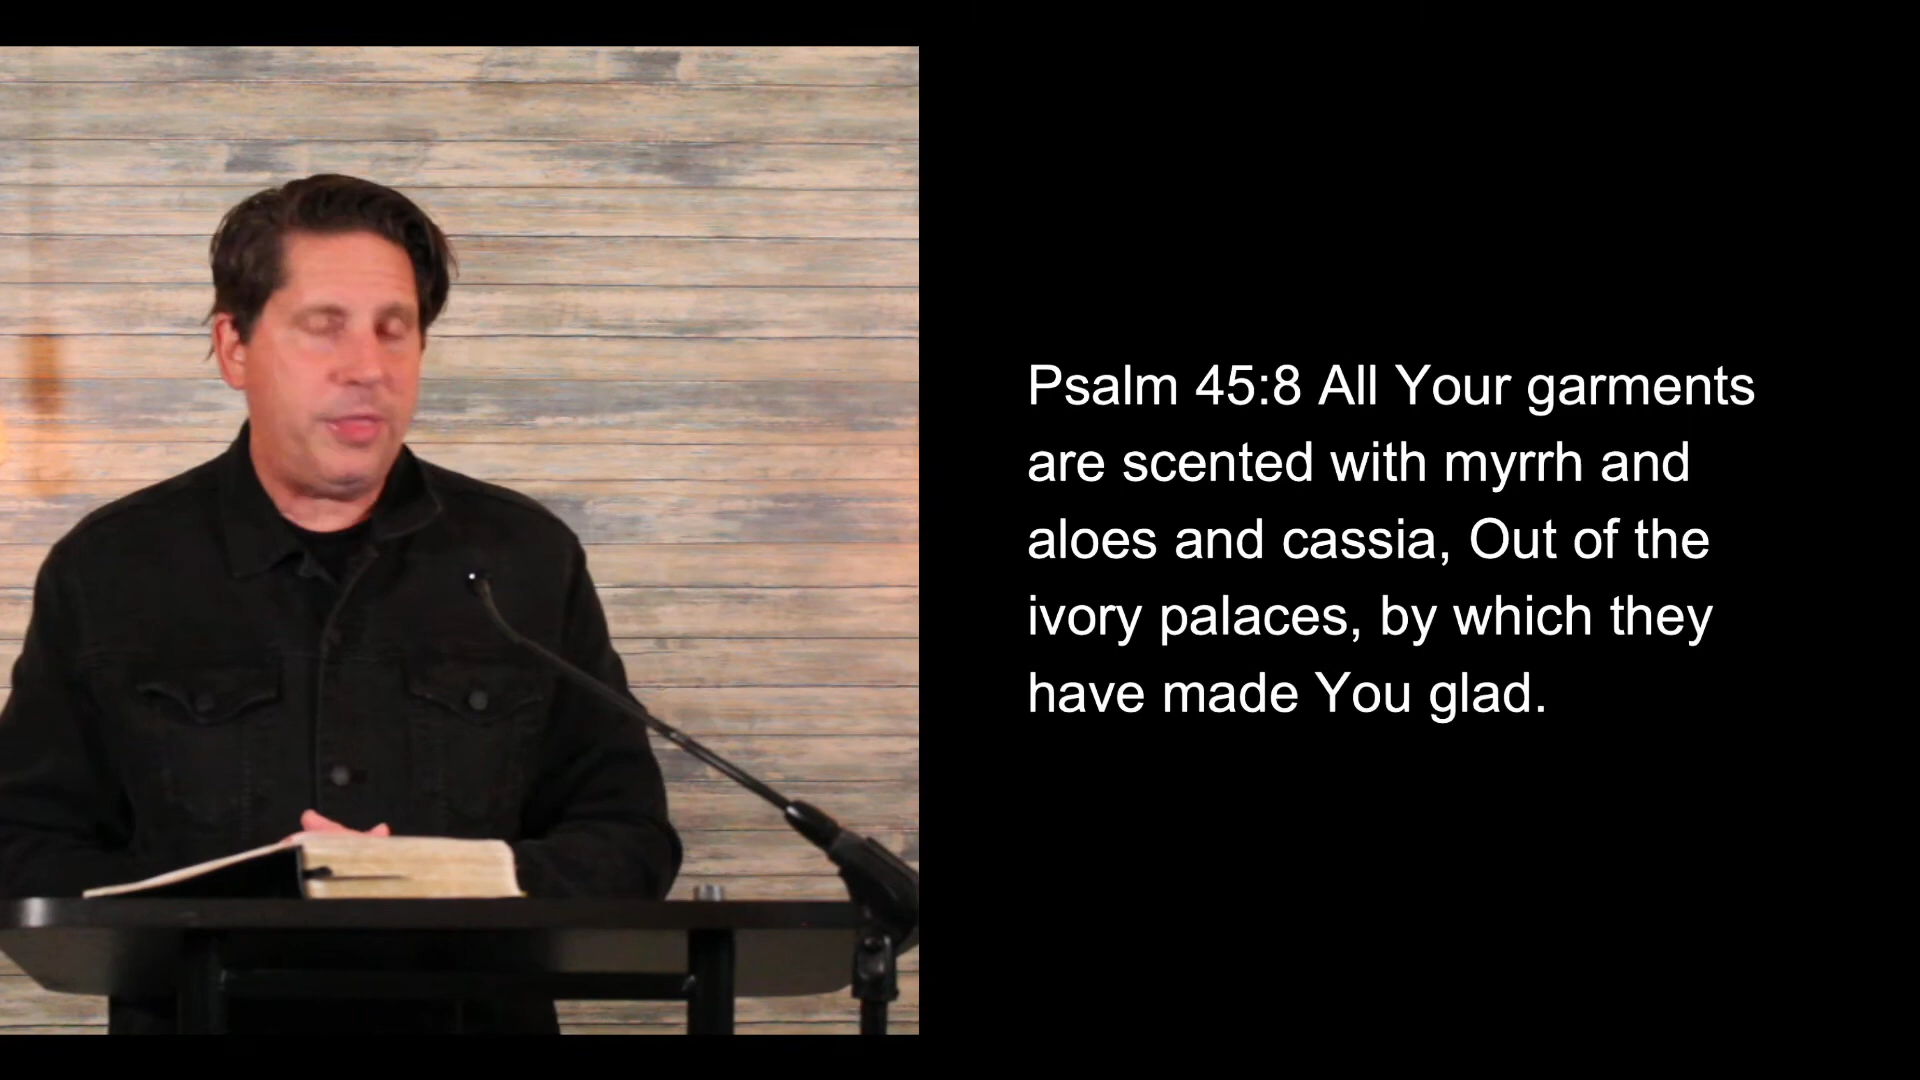 Psalm 45:8 All Your garments
are scented with myrrh and
aloes and cassia, Out of the
ivory palaces, by which they
have made You glad.